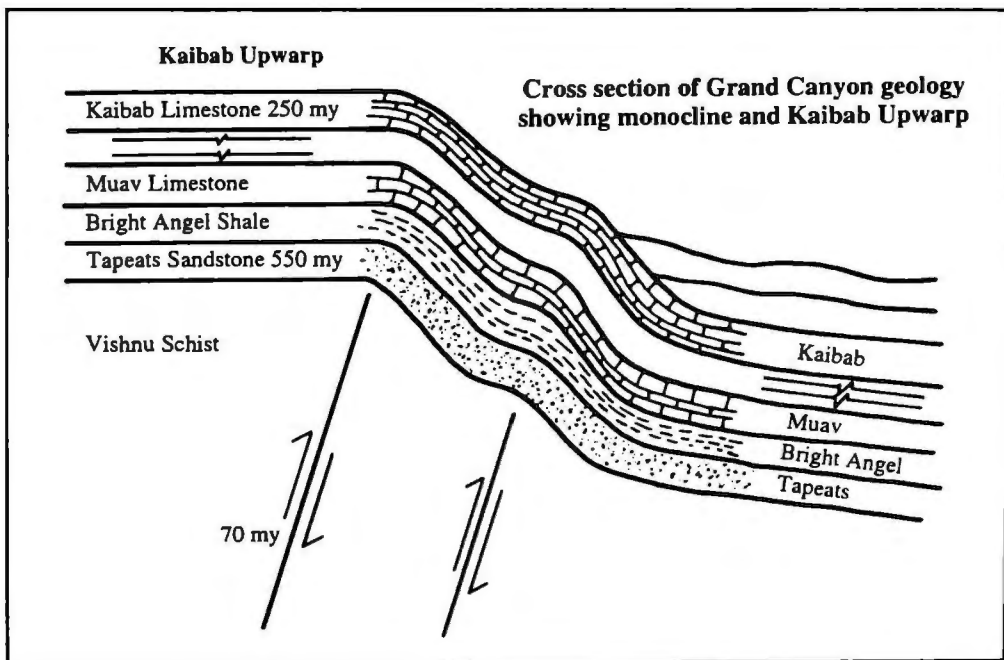 Kaibab Upwarp
Cross section of Grand Canyon geology
showing monocline and Kaibab Upwarp
Kaibab Limestone 250 my
Muav Limestone
Bright Angel Shale
Tapeats Sandstone 550 my
Vishnu Schist
70 my
Kaibab
Muav
Bright Angel
Tapeats